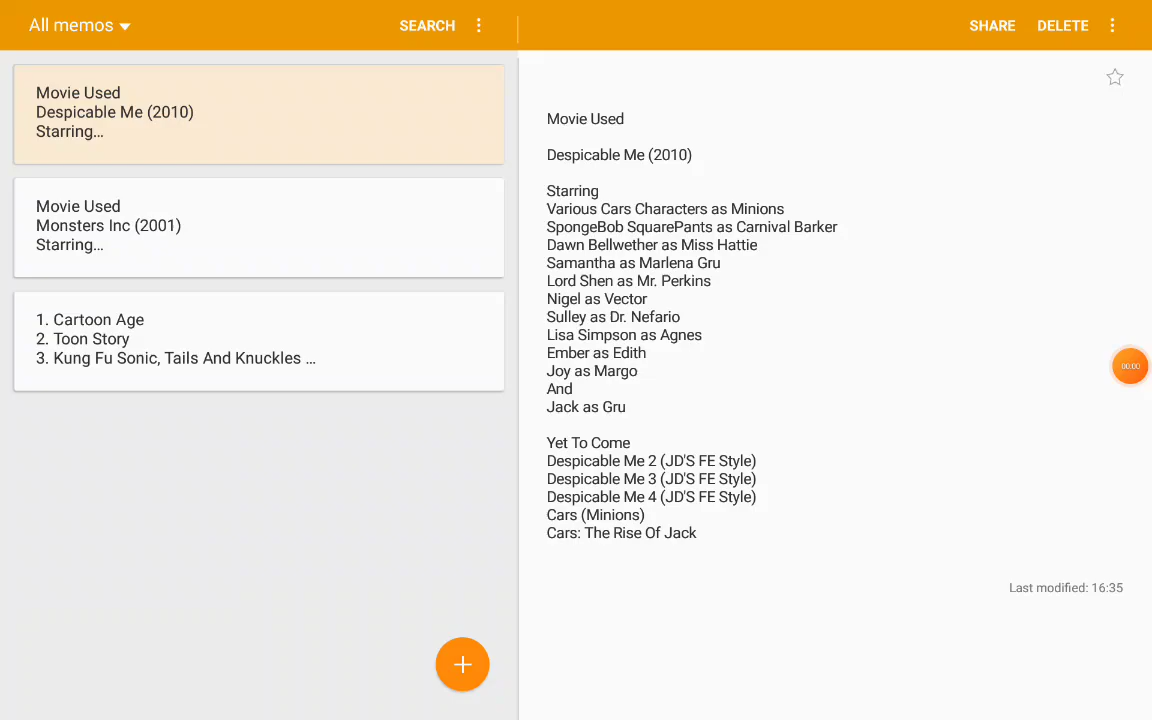 All memos
SEARCH
SHARE DELETE
Movie Used
Despicable Me (2010)
Starring...
Movie Used
Monsters Inc (2001)
Starring...
1. Cartoon Age
2. Toon Story
3. Kung Fu Sonic, Tails And Knuckles ...
Movie Used
Despicable Me (2010)
Starring
Various Cars Characters as Minions
SpongeBob SquarePants as Carnival Barker
Dawn Bellwether as Miss Hattie
Samantha as Marlena Gru
Lord Shen as Mr. Perkins
Nigel as Vector
Sulley as Dr. Nefario
Lisa Simpson as Agnes
Ember as Edith
Joy as Margo
And
Jack as Gru
Yet To Come
Despicable Me 2 (JD'S FE Style)
Despicable Me 3 (JD'S FE Style)
Despicable Me 4 (JD'S FE Style)
Cars (Minions)
Cars: The Rise Of Jack
Last modified: 16:35
00:00